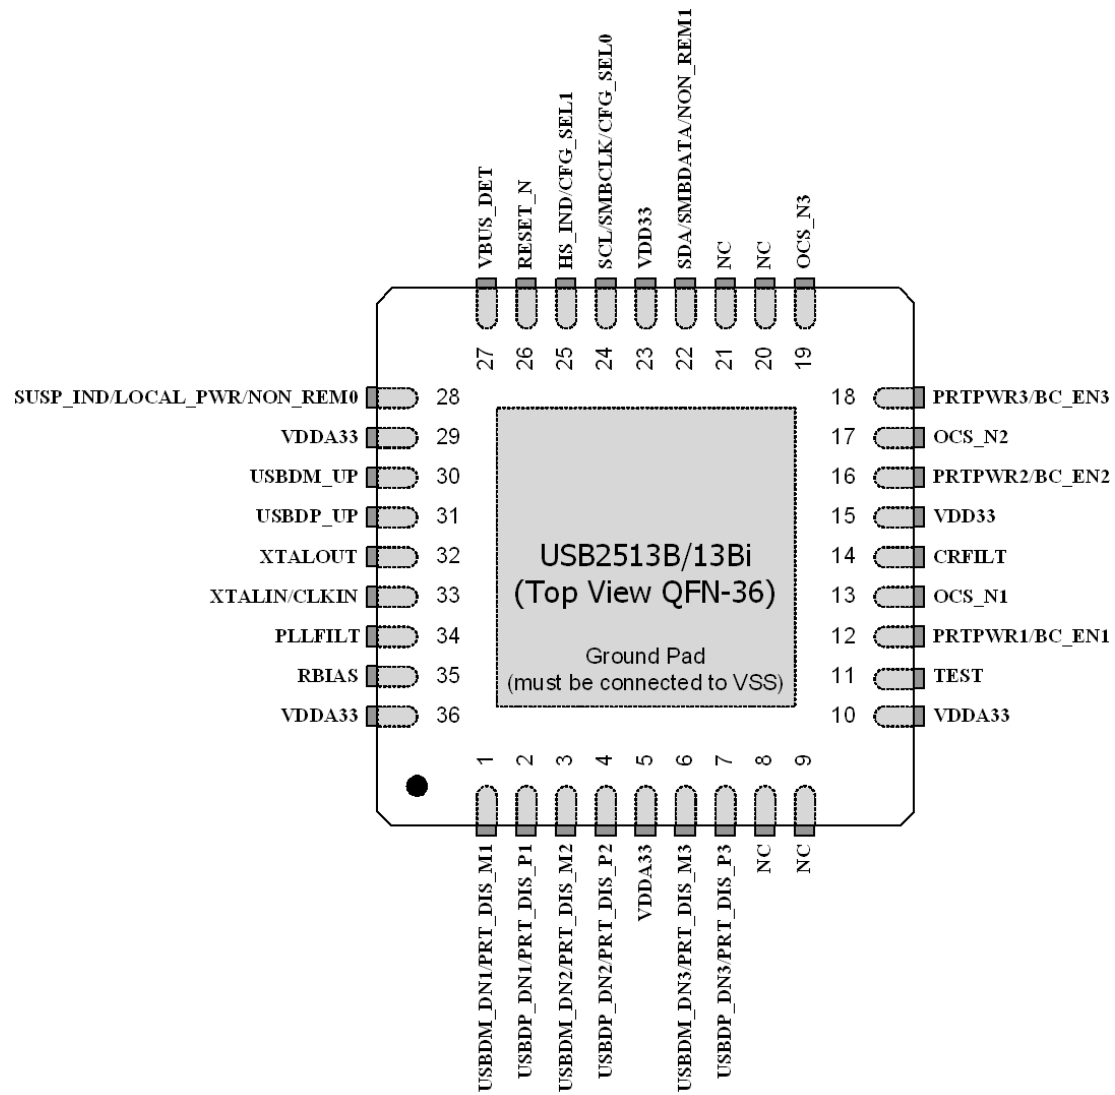 VBUS_DET
RESET_N
HS_IND/CFG_SEL1
SCL/SMBCLK/CFG_SEL0
VDD33
SDA/SMBDATA/NON_REM1
NC
NC
OCS_N3
27
26
25
24
23
22
21
20
19
SUSP_IND/LOCAL_PWR/NON_REM0 28
VDDA33 29
USBDM_UP 30
USBDP_UP 31
XTALOUT 32
XTALIN/CLKIN 33
PLLFILT 34
RBIAS 35
VDDA33 36
USB2513B/13Bi
(Top View QFN-36)
Ground Pad
(must be connected to VSS)
18 PRTPWR3/BC_EN3
17 OCS_N2
16 PRTPWR2/BC_EN2
15 VDD33
14 CRFILT
13 OCS_N1
12 PRTPWR1/BC_EN1
11 TEST
10 VDDA33
1
2
3
4
5
6
7
8
9
USBDM_DN1/PRT_DIS_M1
USBDP_DN1/PRT_DIS_P1
USBDM_DN2/PRT_DIS_M2
USBDP_DN2/PRT_DIS_P2
VDDA33
USBDM_DN3/PRT_DIS_M3
USBDP_DN3/PRT_DIS_P3
NC
NC